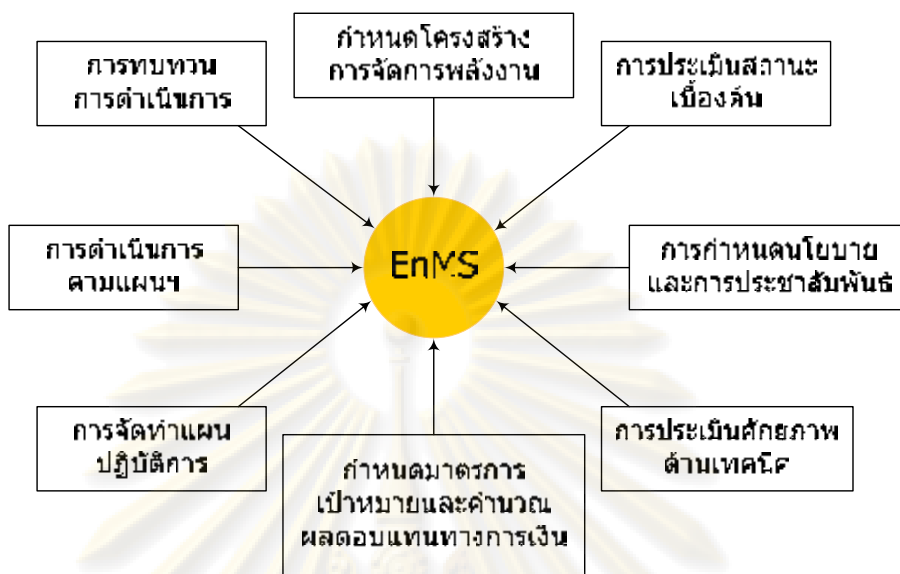 กำหนดโครงสร้าง
การจัดการพลังงาน
การทบทวน
การดำเนินการ
การประเมินสถานะ
เบื้องต้น
การดำเนินการ
ตามแผนฯ
EnMS
การกำหนดนโยบาย
และการประชาสัมพันธ์
การจัดทำแผน
ปฏิบัติการ
กำหนดมาตรการ
เป้าหมายและคำนวณ
ผลตอบแทนทางการเงิน
การประเมินศักยภาพ
ด้านเทคนิค